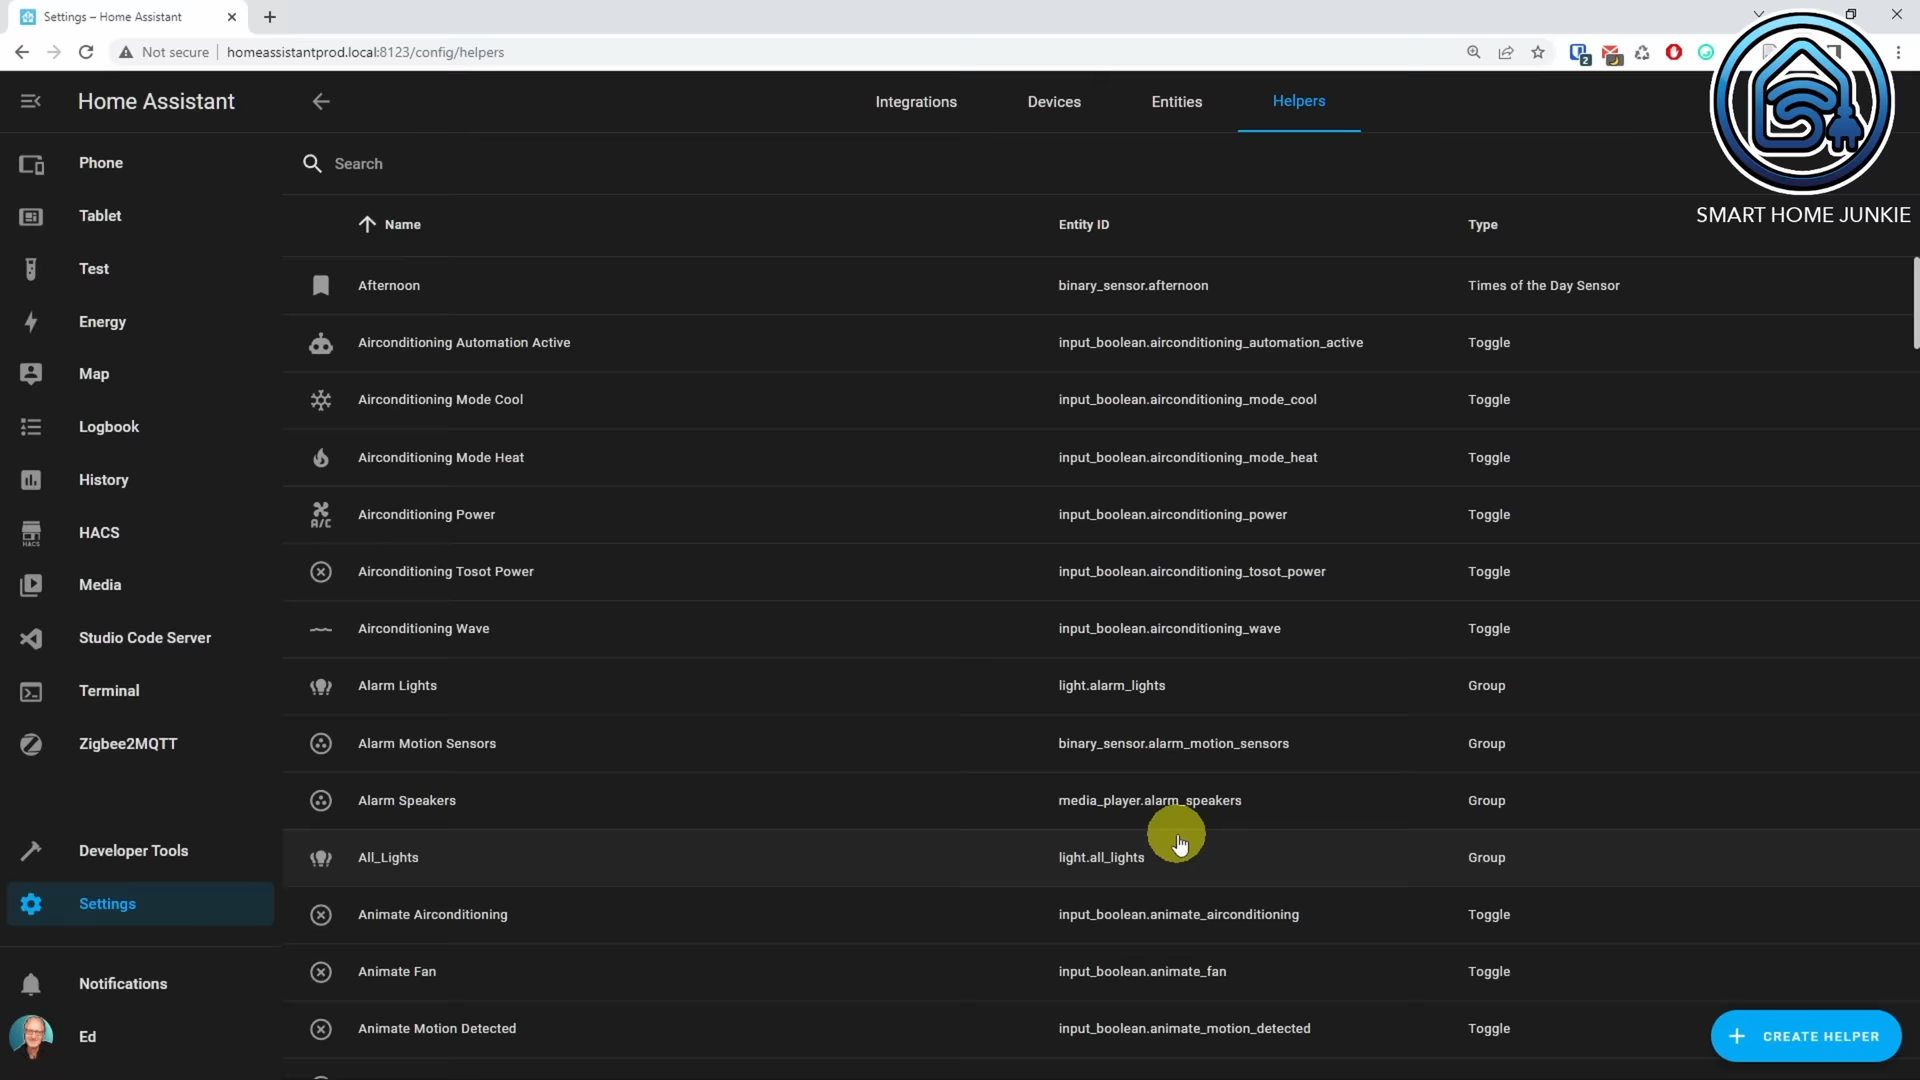 Settings – Home Assistant
Not secure
homeassistantprod.local:8123/config/helpers
2
SMART HOME JUNKIE
Home Assistant
Integrations
Devices
Entities
Helpers
Phone
Tablet
Test
Energy
Map
Logbook
History
HACS
HACS
Media
Studio Code Server
Terminal
Zigbee2MQTT
Developer Tools
Settings
Notifications
Ed
Search
Name Entity ID Type
Afternoon binary_sensor.afternoon Times of the Day Sensor
Airconditioning Automation Active input_boolean.airconditioning_automation_active Toggle
Airconditioning Mode Cool input_boolean.airconditioning_mode_cool Toggle
Airconditioning Mode Heat input_boolean.airconditioning_mode_heat Toggle
A/C Airconditioning Power input_boolean.airconditioning_power Toggle
Airconditioning Tosot Power input_boolean.airconditioning_tosot_power Toggle
Airconditioning Wave input_boolean.airconditioning_wave Toggle
Alarm Lights light.alarm_lights Group
Alarm Motion Sensors binary_sensor.alarm_motion_sensors Group
Alarm Speakers media_player.alarm_speakers Group
All_Lights light.all_lights Group
Animate Airconditioning input_boolean.animate_airconditioning Toggle
Animate Fan input_boolean.animate_fan Toggle
Animate Motion Detected input_boolean.animate_motion_detected Toggle
CREATE HELPER